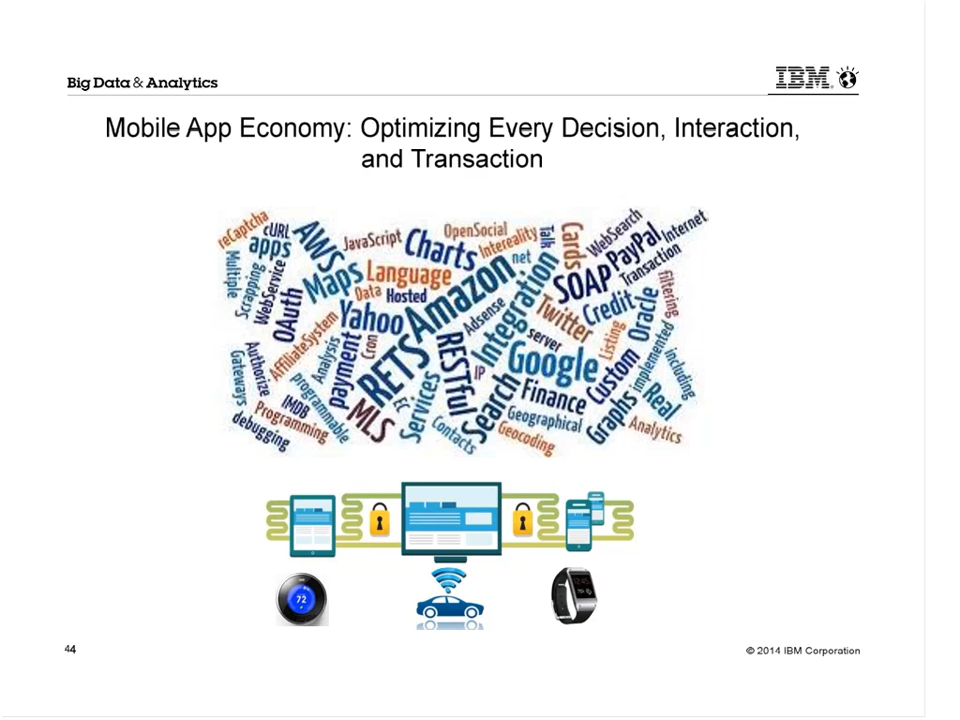 Big Data & Analytics
IBM®
Mobile App Economy: Optimizing Every Decision, Interaction,
and Transaction
reCaptcha
cURL
apps
AWS
JavaScript
Charts
OpenSocial
Intereality
Talk
Cards
WebSearch
PayPal
Internet
Transaction
Multiple
Scrapping
WebService
OAuth
Maps
Language
Data
Hosted
Amazon
net
Integration
SOAP
Credit
Oracle
filtering
Yahoo
Adsense
Twitter
server
Listing
implemented
including
AffiliateSystem
Analysis
payment
Cron
RETS
RESTful
IP
Google
Custom
Gateways
Authorize
programmable
IMDB
Programming
debugging
MLS
EC
Services
Contacts
Search
Finance
Geographical
Geocoding
Graphs
Real
Analytics
72
44
© 2014 IBM Corporation